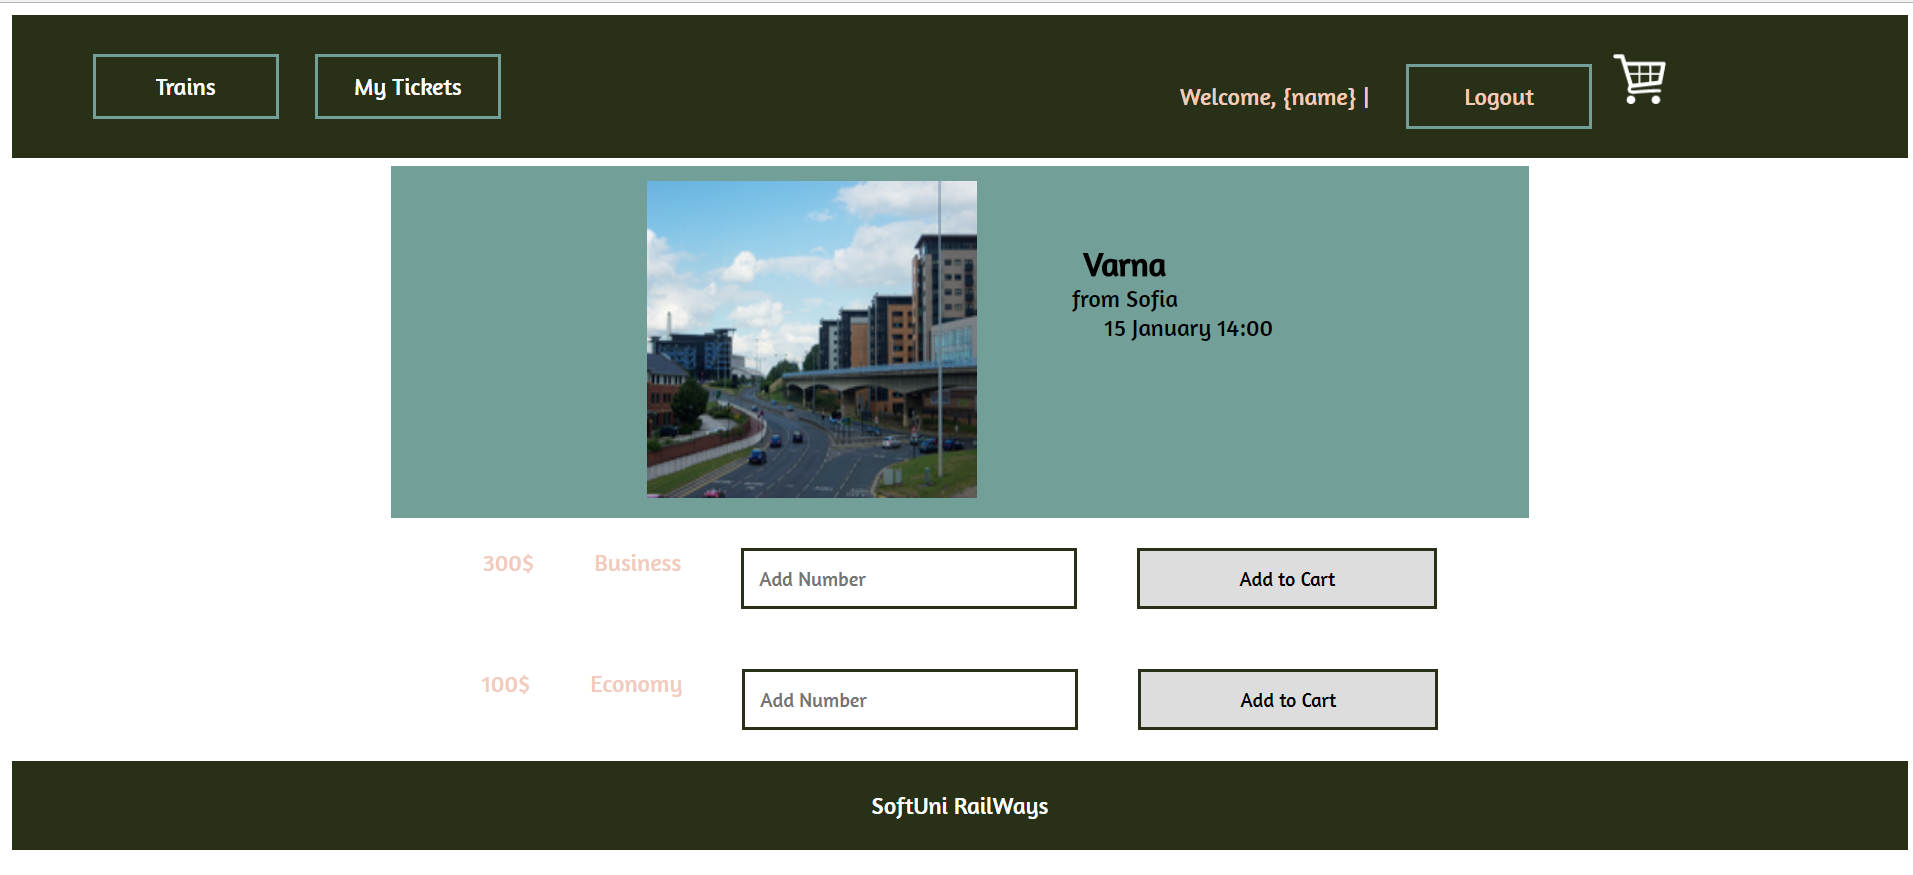 Trains
My Tickets
Welcome, {name} |
Logout
Varna
from Sofia
15 January 14:00
300$
Business
Add Number
Add to Cart
100$
Economy
Add Number
Add to Cart
SoftUni RailWays